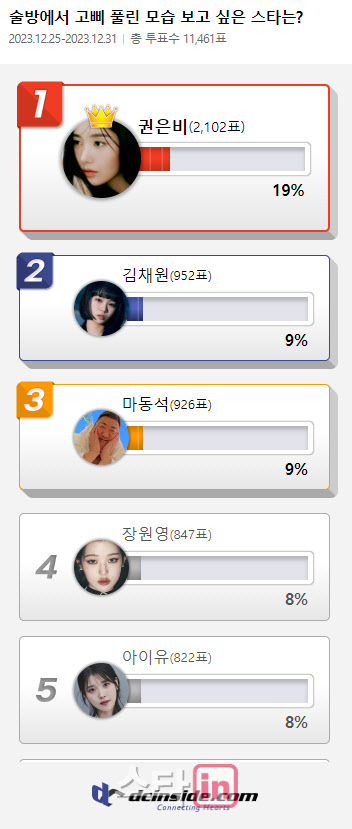 술방에서 고삐 풀린 모습 보고 싶은 스타는?
2023.12.25-2023.12.31 | 총 투표수 11,461표
1
권은비(2,102표)
19%
2
김채원(952표)
9%
3
마동석(926표)
9%
4
장원영(847표)
8%
5
아이유(822표)
8%
스타in
dcinside.com
Connecting Hearts